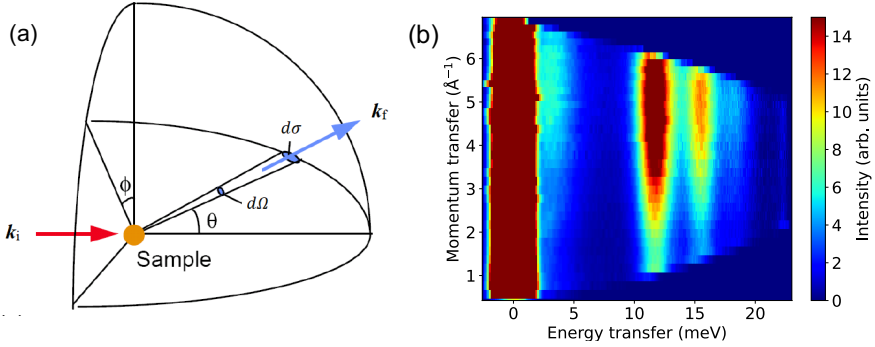 (a)
ϕ
dσ
k_f
dΩ
θ
k_i
Sample
(b)
Momentum transfer (Å⁻¹)
6
5
4
3
2
1
0
5
10
15
20
Energy transfer (meV)
14
12
10
8
6
4
2
0
Intensity (arb. units)